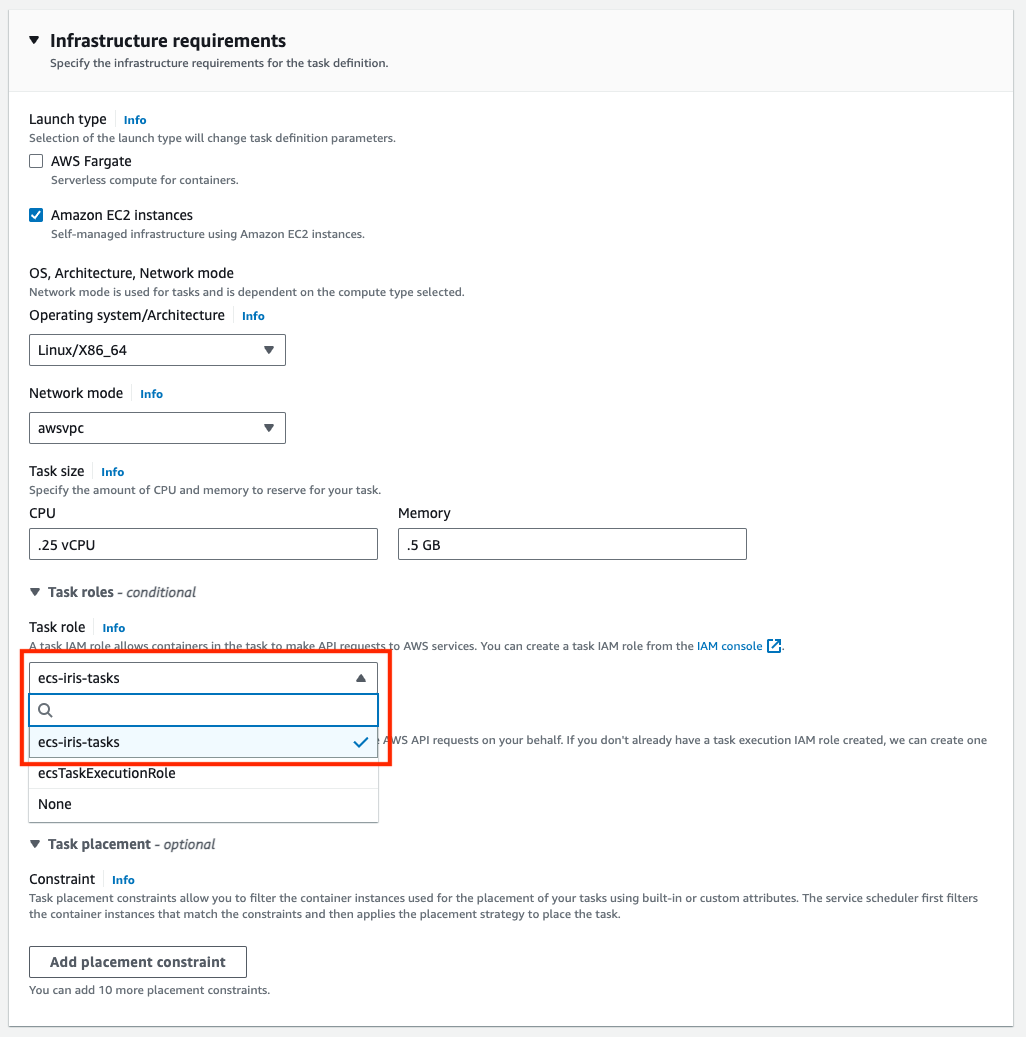 Infrastructure requirements
Specify the infrastructure requirements for the task definition.
Launch type Info
Selection of the launch type will change task definition parameters.
AWS Fargate
Serverless compute for containers.
Amazon EC2 instances
Self-managed infrastructure using Amazon EC2 instances.
OS, Architecture, Network mode
Network mode is used for tasks and is dependent on the compute type selected.
Operating system/Architecture Info
Linux/X86_64
Network mode Info
awsvpc
Task size Info
Specify the amount of CPU and memory to reserve for your task.
CPU Memory
.25 vCPU .5 GB
Task roles - conditional
Task role Info
A task IAM role allows containers in the task to make API requests to AWS services. You can create a task IAM role from the IAM console.
ecs-iris-tasks
ecs-iris-tasks
AWS API requests on your behalf. If you don't already have a task execution IAM role created, we can create one
ecsTaskExecutionRole
None
Task placement - optional
Constraint Info
Task placement constraints allow you to filter the container instances used for the placement of your tasks using built-in or custom attributes. The service scheduler first filters
the container instances that match the constraints and then applies the placement strategy to place the task.
Add placement constraint
You can add 10 more placement constraints.